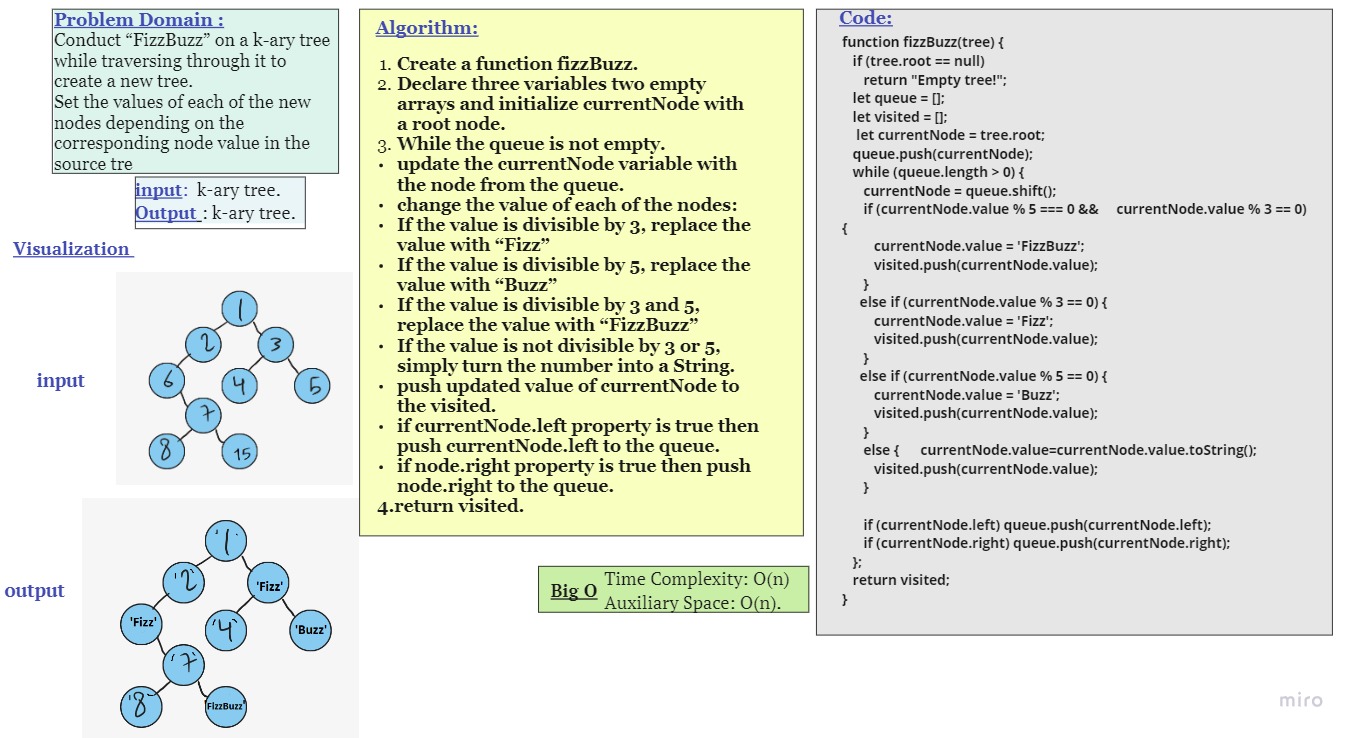 Problem Domain :
Conduct “FizzBuzz” on a k-ary tree
while traversing through it to
create a new tree.
Set the values of each of the new
nodes depending on the
corresponding node value in the
source tre
input: k-ary tree.
Output : k-ary tree.
Visualization
input
1
2
3
6
4
5
7
8
15
output
'1'
'2'
'Fizz'
'Fizz'
'4'
'Buzz'
'7'
'8'
'FizzBuzz'
Algorithm:
1. Create a function fizzBuzz.
2. Declare three variables two empty
arrays and initialize currentNode with
a root node.
3. While the queue is not empty.
• update the currentNode variable with
the node from the queue.
• change the value of each of the nodes:
• If the value is divisible by 3, replace the
value with “Fizz”
• If the value is divisible by 5, replace the
value with “Buzz”
• If the value is divisible by 3 and 5,
replace the value with “FizzBuzz”
• If the value is not divisible by 3 or 5,
simply turn the number into a String.
• push updated value of currentNode to
the visited.
• if currentNode.left property is true then
push currentNode.left to the queue.
• if node.right property is true then push
node.right to the queue.
4.return visited.
Big O
Time Complexity: O(n)
Auxiliary Space: O(n).
Code:
function fizzBuzz(tree) {
if (tree.root == null)
return "Empty tree!";
let queue = [];
let visited = [];
let currentNode = tree.root;
queue.push(currentNode);
while (queue.length > 0) {
currentNode = queue.shift();
if (currentNode.value % 5 === 0 && currentNode.value % 3 == 0)
{
currentNode.value = 'FizzBuzz';
visited.push(currentNode.value);
}
else if (currentNode.value % 3 == 0) {
currentNode.value = 'Fizz';
visited.push(currentNode.value);
}
else if (currentNode.value % 5 == 0) {
currentNode.value = 'Buzz';
visited.push(currentNode.value);
}
else { currentNode.value=currentNode.value.toString();
visited.push(currentNode.value);
}
if (currentNode.left) queue.push(currentNode.left);
if (currentNode.right) queue.push(currentNode.right);
};
return visited;
}
miro